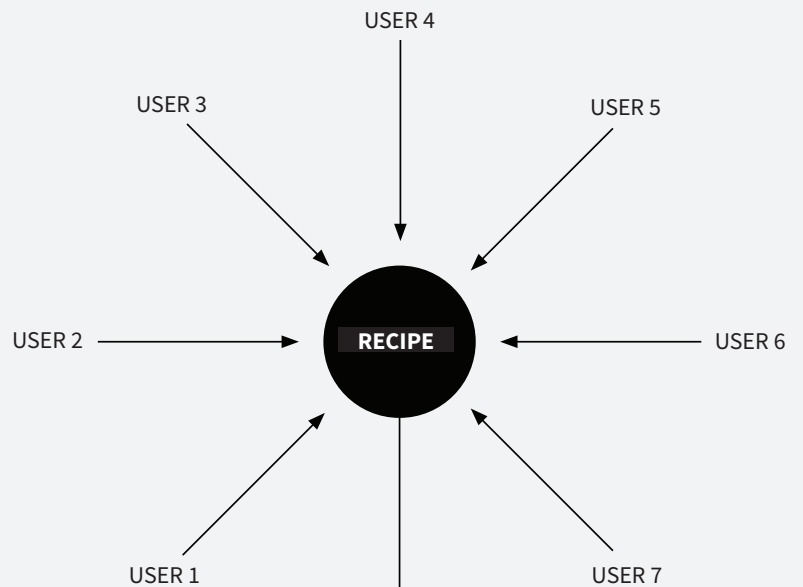 USER 4
USER 3
USER 5
USER 2
RECIPE
USER 6
USER 1
USER 7